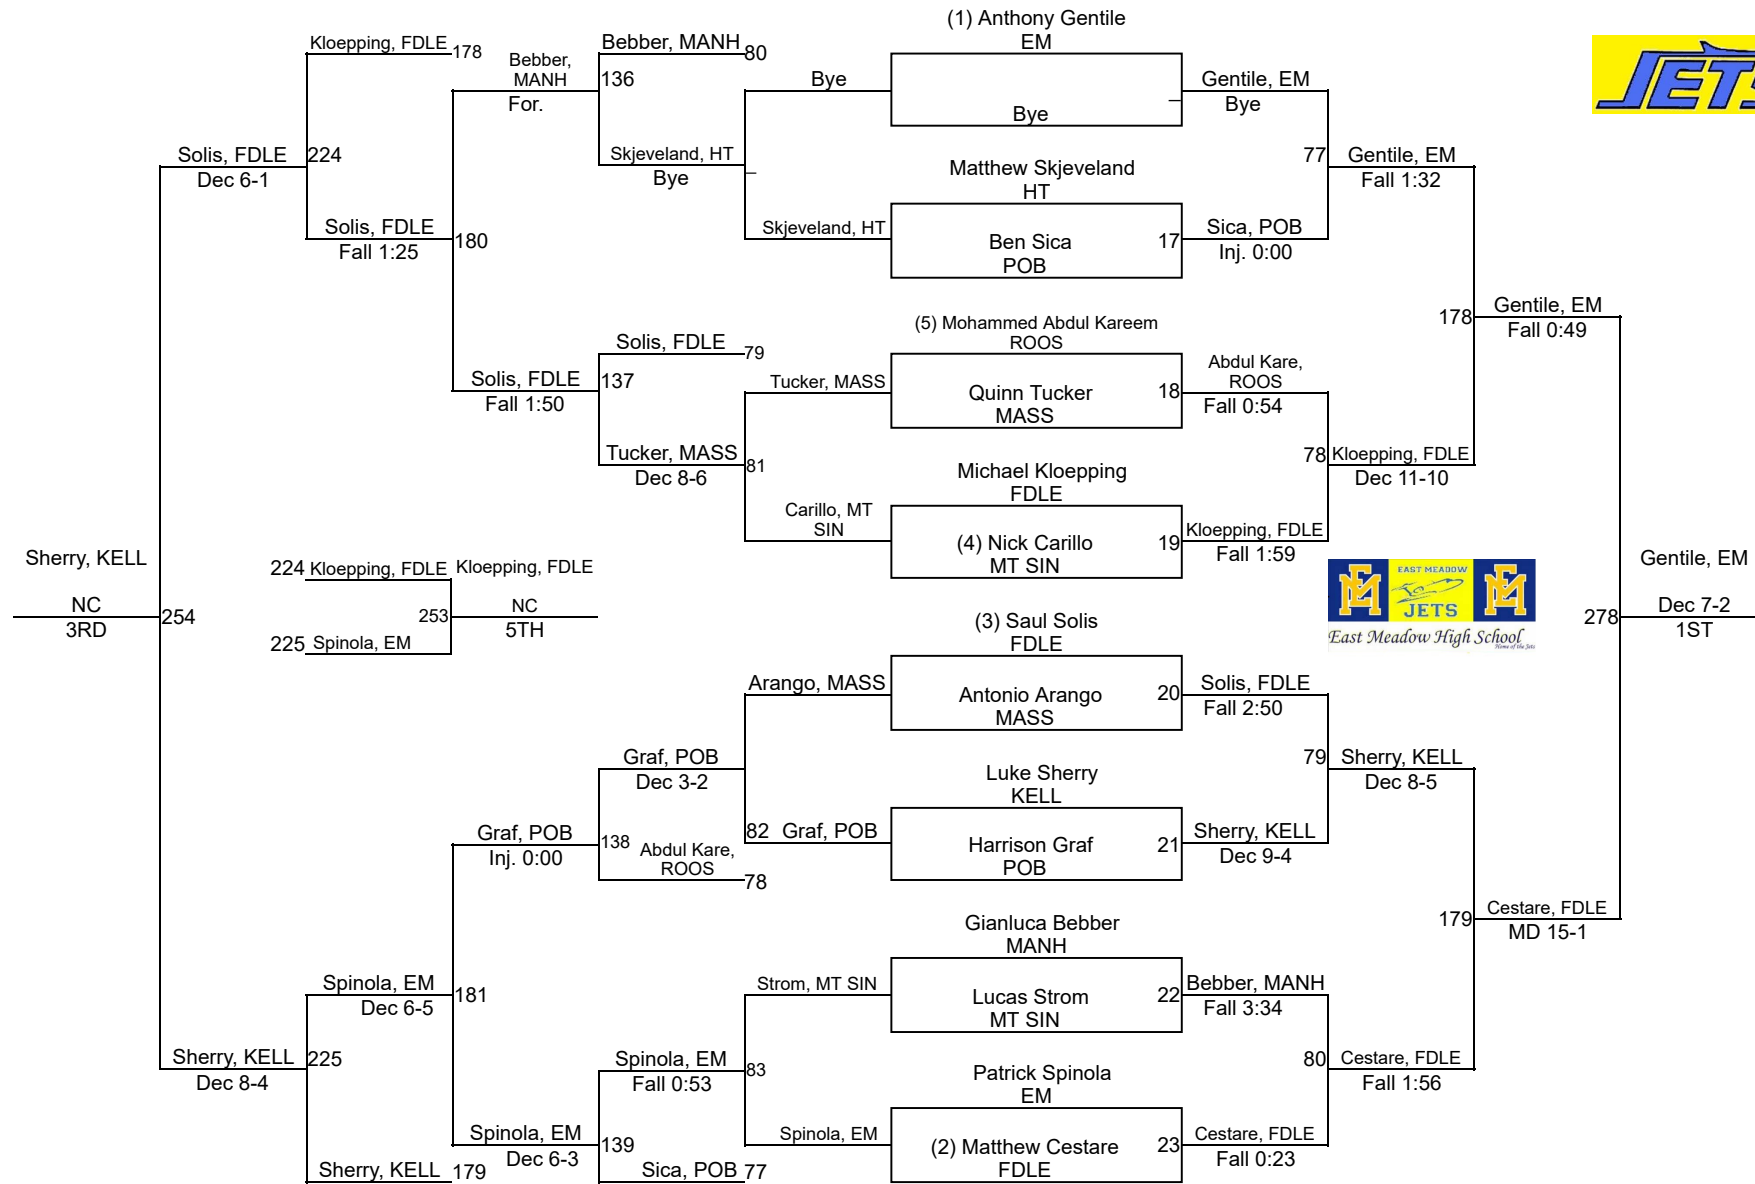 (1) Anthony Gentile
EM
Bye
Matthew Skjeveland
HT
Ben Sica
POB
17
(5) Mohammed Abdul Kareem
ROOS
Quinn Tucker
MASS
18
Michael Kloepping
FDLE
(4) Nick Carillo
MT SIN
19
(3) Saul Solis
FDLE
Antonio Arango
MASS
20
Luke Sherry
KELL
Harrison Graf
POB
21
Gianluca Bebber
MANH
Lucas Strom
MT SIN
22
Patrick Spinola
EM
(2) Matthew Cestare
FDLE
23
Gentile, EM
Bye
Sica, POB
Inj. 0:00
Abdul Kare,
ROOS
Fall 0:54
Kloepping, FDLE
Fall 1:59
Solis, FDLE
Fall 2:50
Sherry, KELL
Dec 9-4
Bebber, MANH
Fall 3:34
Cestare, FDLE
Fall 0:23
77
Gentile, EM
Fall 1:32
78
Kloepping, FDLE
Dec 11-10
79
Sherry, KELL
Dec 8-5
80
Cestare, FDLE
Fall 1:56
178
Gentile, EM
Fall 0:49
179
Cestare, FDLE
MD 15-1
278
Gentile, EM
Dec 7-2
1ST
Bye
Skjeveland, HT
Tucker, MASS
Carillo, MT
SIN
Arango, MASS
Graf, POB
Strom, MT SIN
Spinola, EM
Bebber, MANH
80
Skjeveland, HT
Bye
Solis, FDLE
79
Tucker, MASS
81
Dec 8-6
Graf, POB
Dec 3-2
82
Abdul Kare,
ROOS
78
Spinola, EM
83
Fall 0:53
Sica, POB
77
Bebber,
MANH
136
For.
Solis, FDLE
137
Fall 1:50
Graf, POB
138
Inj. 0:00
Spinola, EM
139
Dec 6-3
Kloepping, FDLE
178
Solis, FDLE
180
Fall 1:25
Spinola, EM
181
Dec 6-5
Sherry, KELL
179
Solis, FDLE
224
Dec 6-1
Sherry, KELL
225
Dec 8-4
Sherry, KELL
NC
254
3RD
224
Kloepping, FDLE
225
Spinola, EM
253
Kloepping, FDLE
NC
5TH
JETS
EM
EAST MEADOW
JETS
EM
East Meadow High School
Home of the Jets